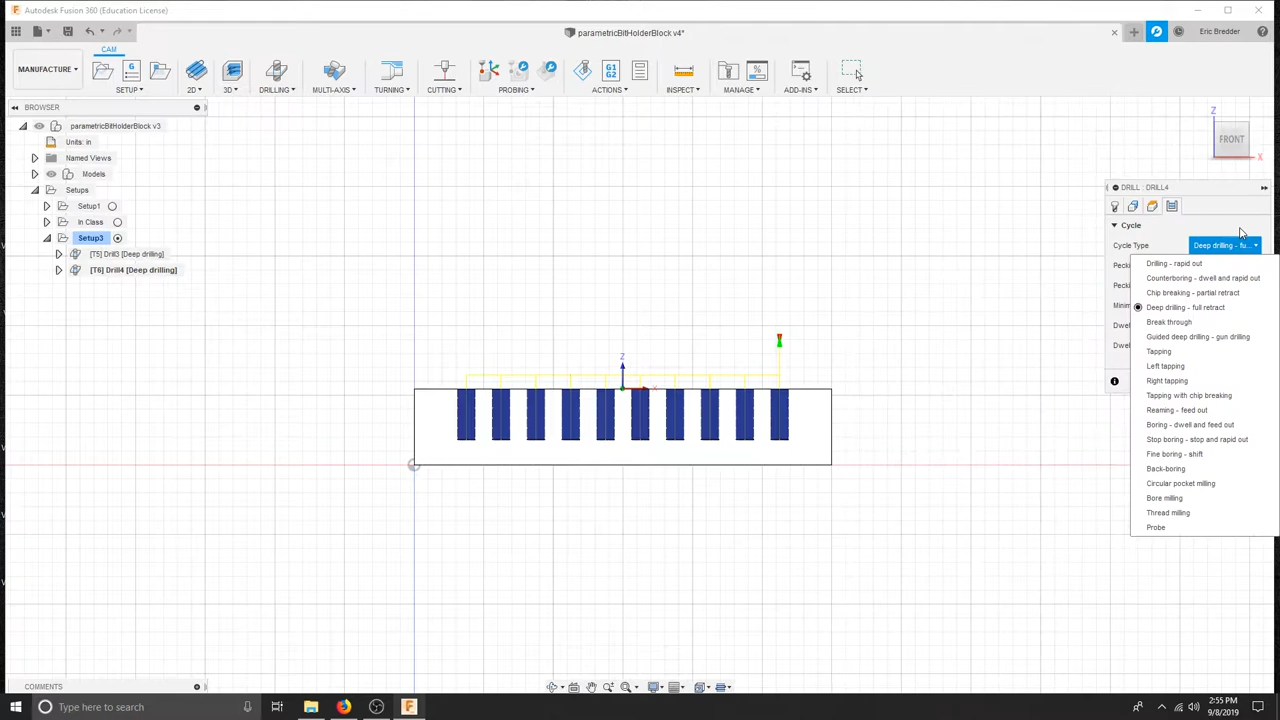 Autodesk Fusion 360 (Education License)
parametricBitHolderBlock v4*
Eric Bredder
CAM
MANUFACTURE
G1
G2
SETUP
2D
3D
DRILLING
MULTI-AXIS
TURNING
CUTTING
PROBING
ACTIONS
INSPECT
MANAGE
ADD-INS
SELECT
BROWSER
parametricBitHolderBlock v3
Units: in
Named Views
Models
Setups
Setup1
In Class
Setup3
[T5] Drill3 [Deep drilling]
[T6] Drill4 [Deep drilling]
Z
FRONT
X
DRILL : DRILL4
Cycle
Cycle Type
Deep drilling - fu...
Drilling - rapid out
Counterboring - dwell and rapid out
Chip breaking - partial retract
Deep drilling - full retract
Break through
Guided deep drilling - gun drilling
Tapping
Left tapping
Right tapping
Tapping with chip breaking
Reaming - feed out
Boring - dwell and feed out
Stop boring - stop and rapid out
Fine boring - shift
Back-boring
Circular pocket milling
Bore milling
Thread milling
Probe
Z
X
COMMENTS
Type here to search
2:55 PM
9/8/2019